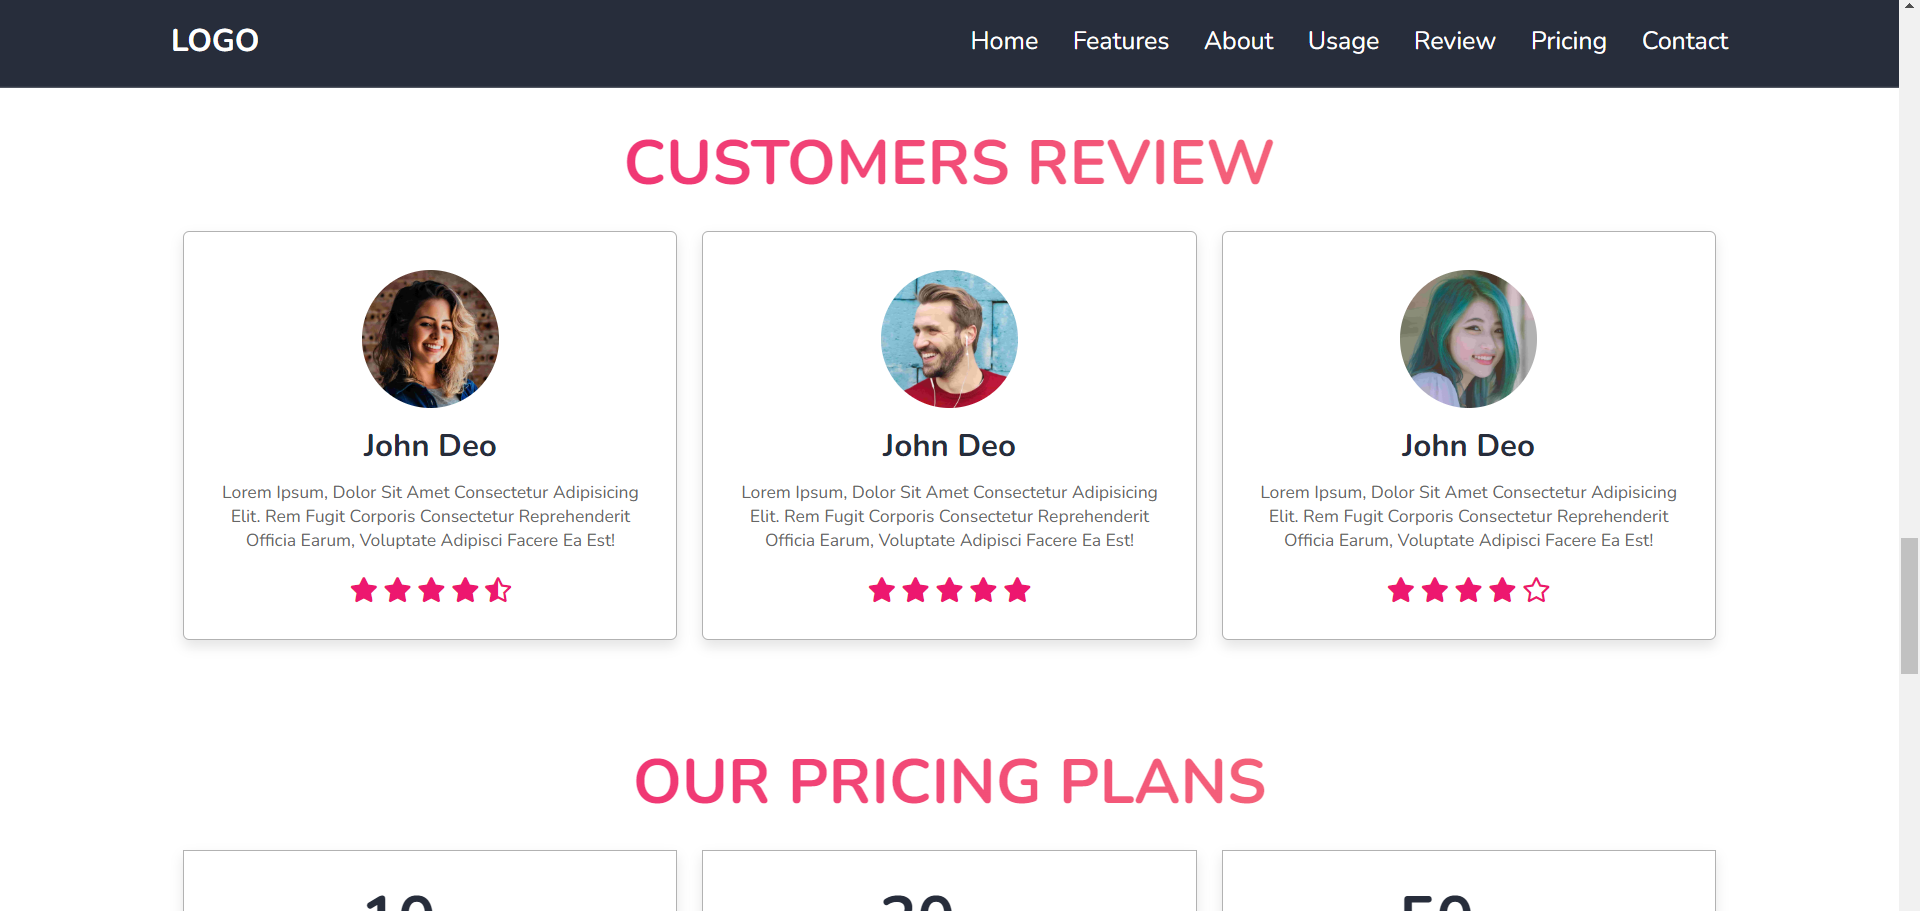 LOGO
Home Features About Usage Review Pricing Contact
CUSTOMERS REVIEW
John Deo
Lorem Ipsum, Dolor Sit Amet Consectetur Adipisicing
Elit. Rem Fugit Corporis Consectetur Reprehenderit
Officia Earum, Voluptate Adipisci Facere Ea Est!
John Deo
Lorem Ipsum, Dolor Sit Amet Consectetur Adipisicing
Elit. Rem Fugit Corporis Consectetur Reprehenderit
Officia Earum, Voluptate Adipisci Facere Ea Est!
John Deo
Lorem Ipsum, Dolor Sit Amet Consectetur Adipisicing
Elit. Rem Fugit Corporis Consectetur Reprehenderit
Officia Earum, Voluptate Adipisci Facere Ea Est!
OUR PRICING PLANS